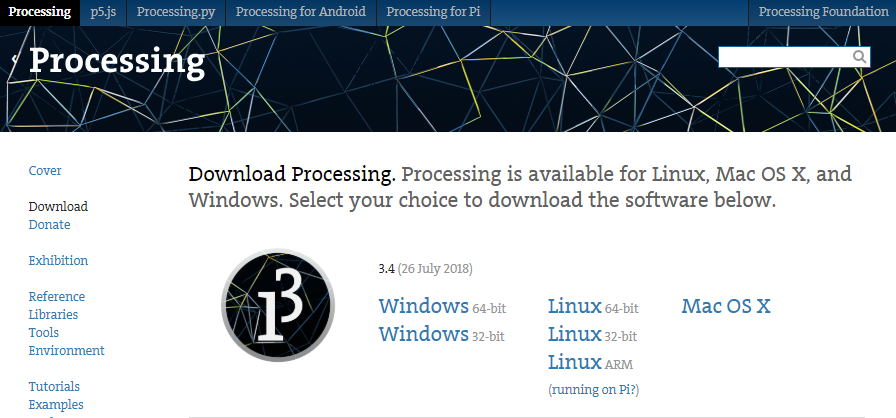 Processing p5.js Processing.py Processing for Android Processing for Pi Processing Foundation
‹ Processing
Cover
Download
Donate
Exhibition
Reference
Libraries
Tools
Environment
Tutorials
Examples
Download Processing. Processing is available for Linux, Mac OS X, and
Windows. Select your choice to download the software below.
3
3.4 (26 July 2018)
Windows 64-bit
Windows 32-bit
Linux 64-bit
Linux 32-bit
Linux ARM
(running on Pi?)
Mac OS X